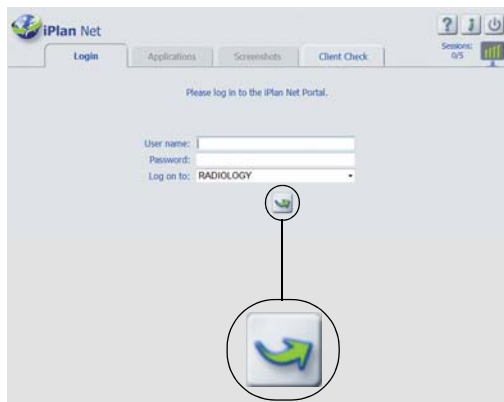 iPlan Net
Login
Applications
Screenshots
Client Check
Sessions:
0/5
Please log in to the iPlan Net Portal.
User name:
Password:
Log on to: RADIOLOGY